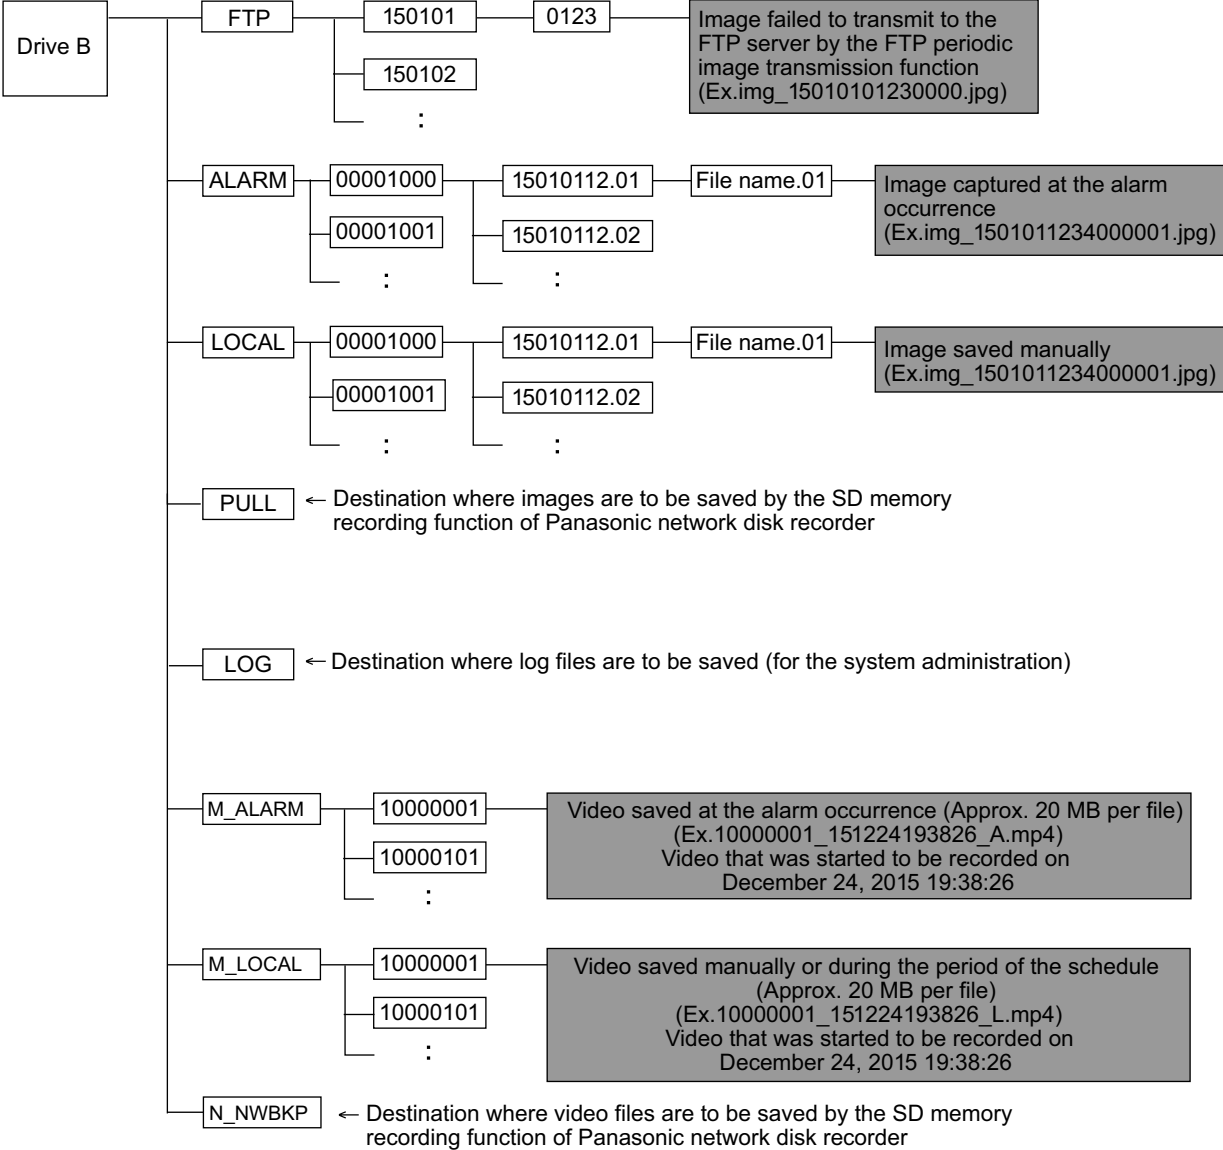 Drive B
FTP
150101
0123
Image failed to transmit to the
FTP server by the FTP periodic
image transmission function
(Ex.img_15010101230000.jpg)
150102
:
ALARM
00001000
15010112.01
File name.01
Image captured at the alarm
occurrence
(Ex.img_1501011234000001.jpg)
00001001
15010112.02
:
:
LOCAL
00001000
15010112.01
File name.01
Image saved manually
(Ex.img_1501011234000001.jpg)
00001001
15010112.02
:
:
PULL
← Destination where images are to be saved by the SD memory
recording function of Panasonic network disk recorder
LOG
← Destination where log files are to be saved (for the system administration)
M_ALARM
10000001
Video saved at the alarm occurrence (Approx. 20 MB per file)
(Ex.10000001_151224193826_A.mp4)
Video that was started to be recorded on
December 24, 2015 19:38:26
10000101
:
M_LOCAL
10000001
Video saved manually or during the period of the schedule
(Approx. 20 MB per file)
(Ex.10000001_151224193826_L.mp4)
Video that was started to be recorded on
December 24, 2015 19:38:26
10000101
:
N_NWBKP
← Destination where video files are to be saved by the SD memory
recording function of Panasonic network disk recorder